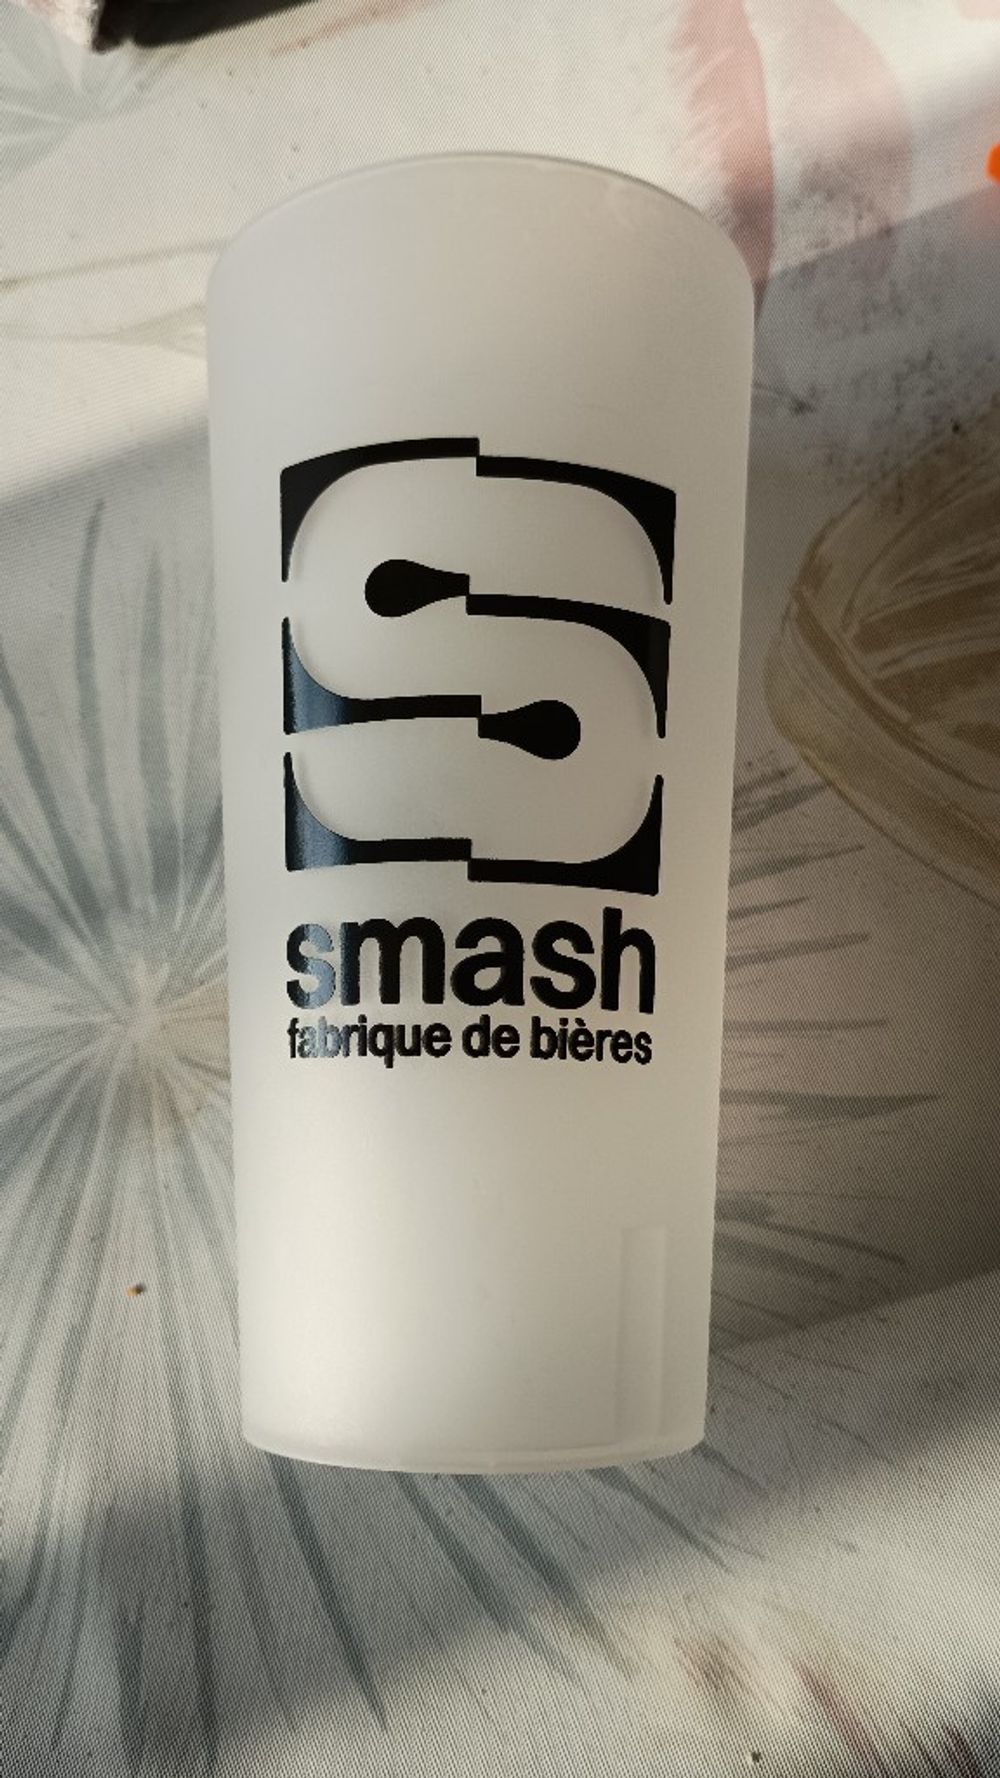 S
smash
fabrique de bières